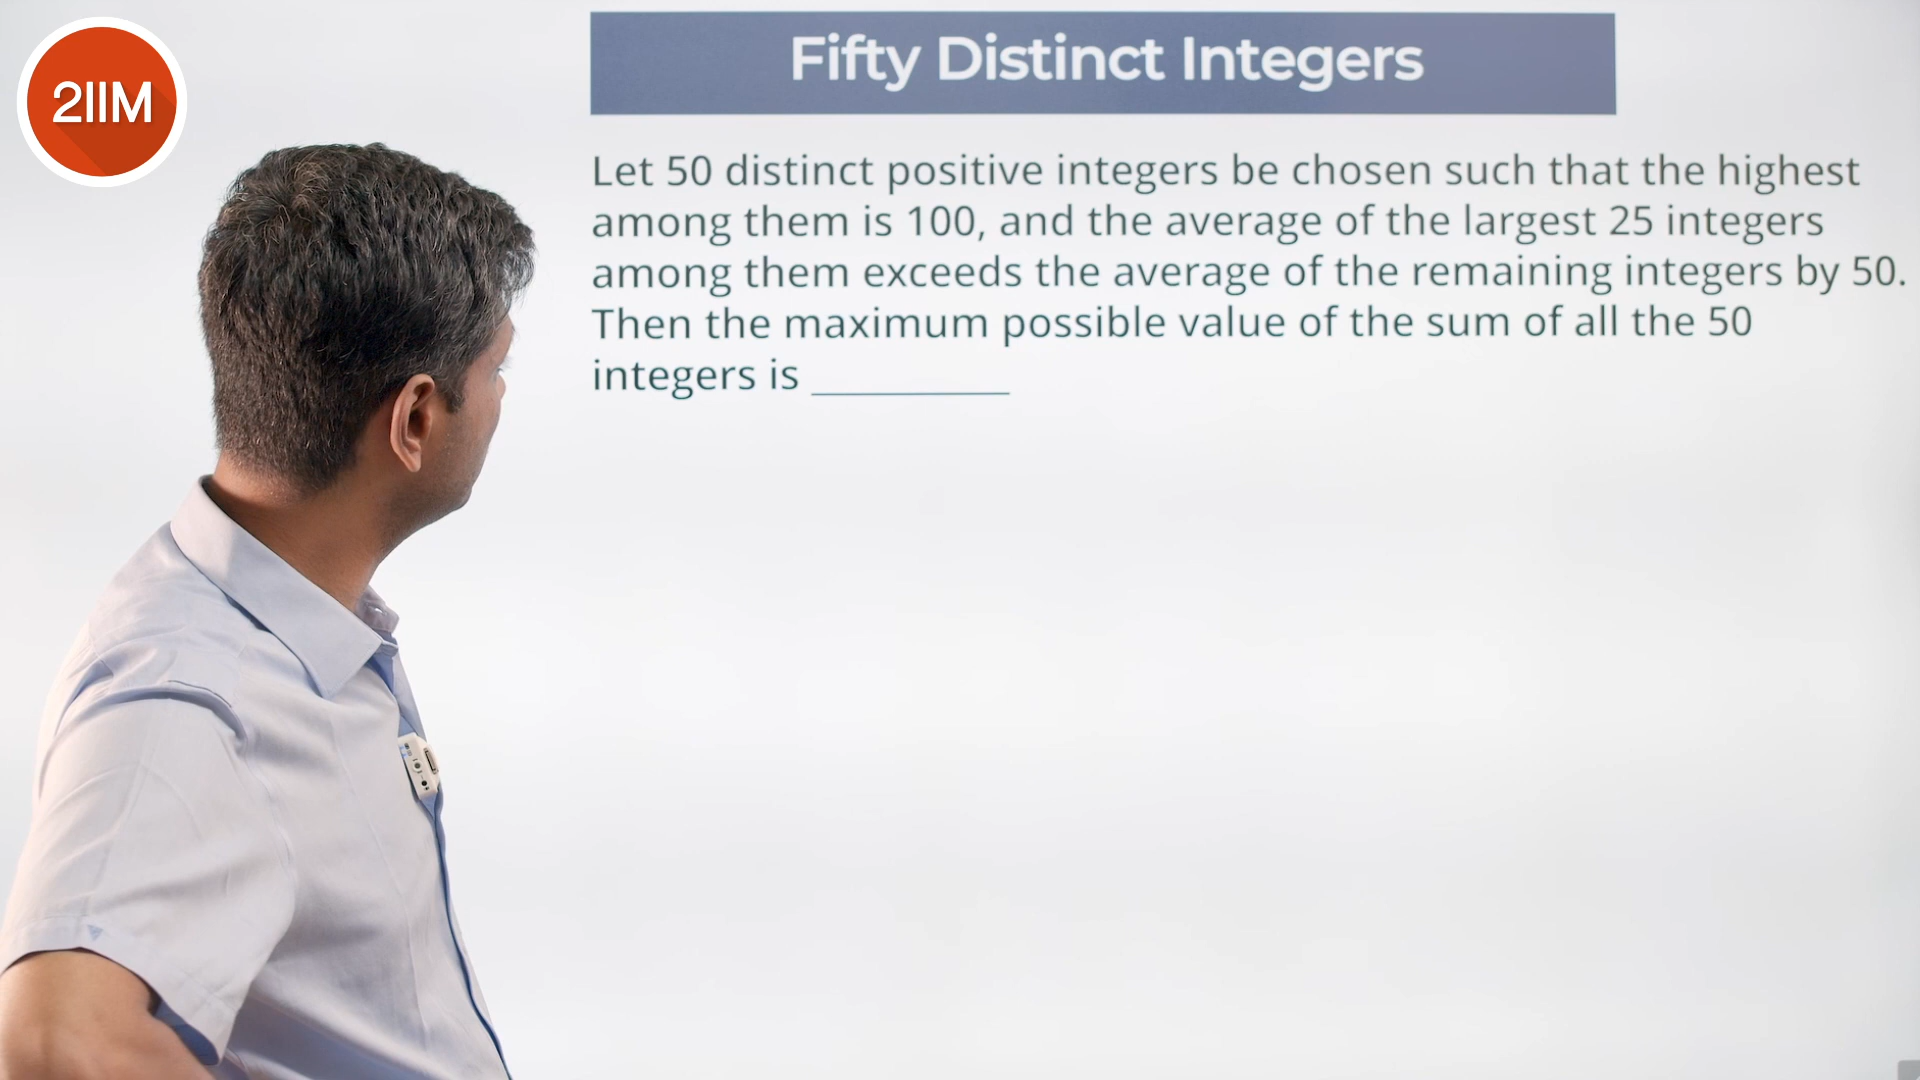 2IIM
Fifty Distinct Integers
Let 50 distinct positive integers be chosen such that the highest
among them is 100, and the average of the largest 25 integers
among them exceeds the average of the remaining integers by 50.
Then the maximum possible value of the sum of all the 50
integers is __________